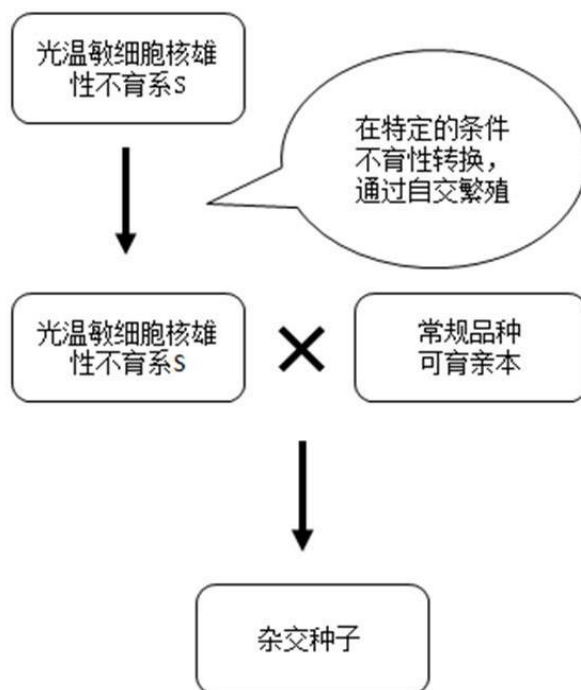 光温敏细胞核雄
性不育系S
在特定的条件
不育性转换，
通过自交繁殖
光温敏细胞核雄
性不育系S
常规品种
可育亲本
杂交种子